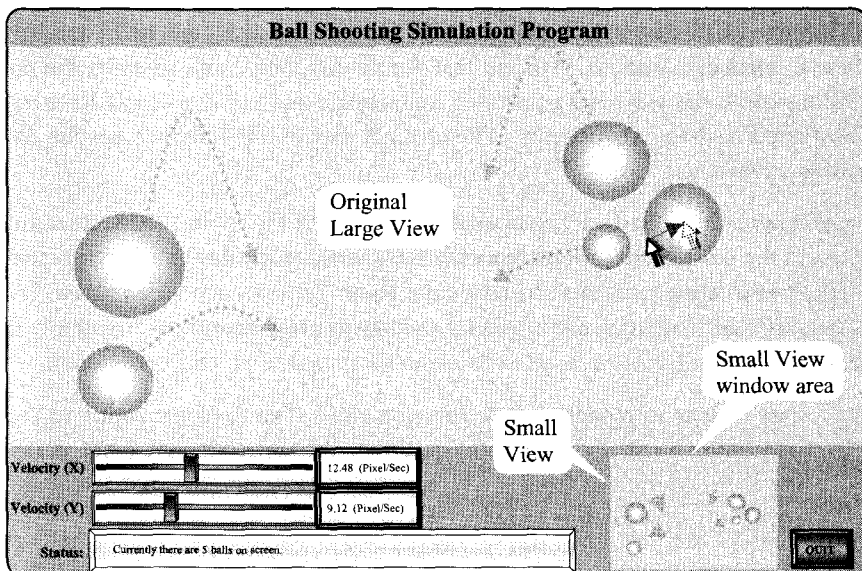 Ball Shooting Simulation Program
Original
Large View
Small View
window area
Small
View
Velocity (X)
12.48 (Pixel/Sec)
Velocity (Y)
9.12 (Pixel/Sec)
Status:
Currently there are 5 balls on screen.
QUIT